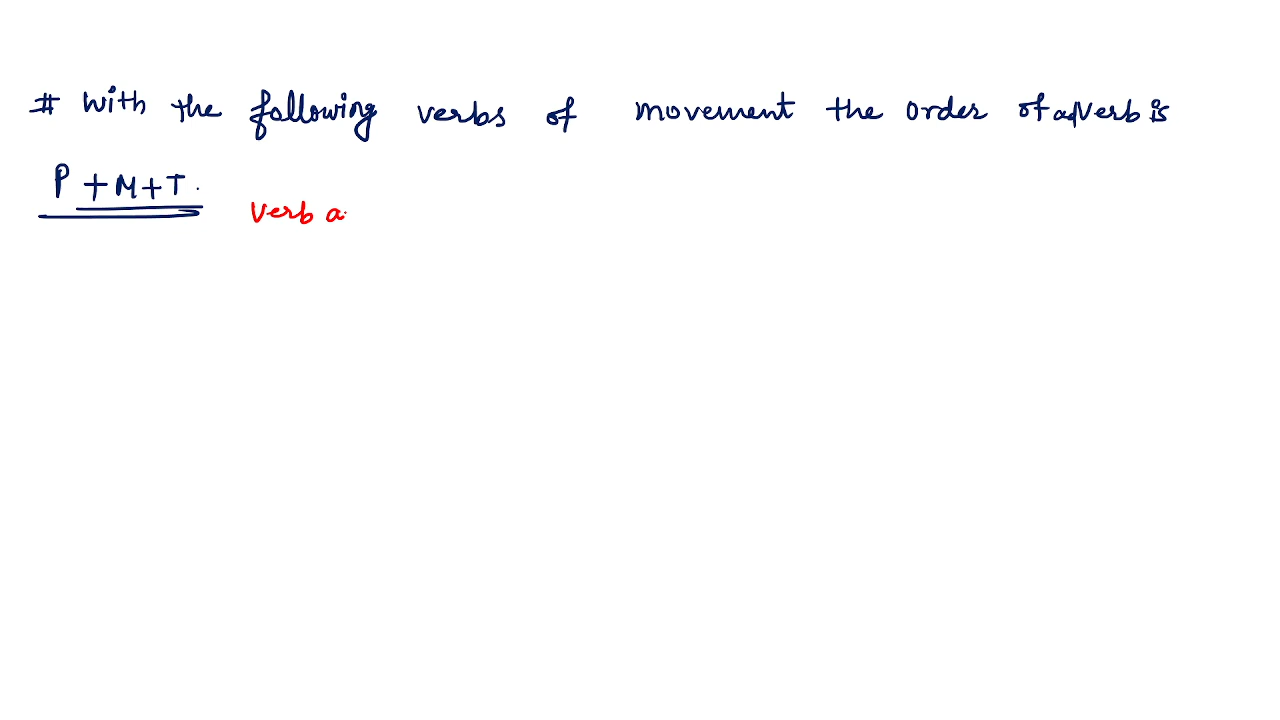 # With the following verbs of movement the order of adverb is
P + M + T.
Verb a